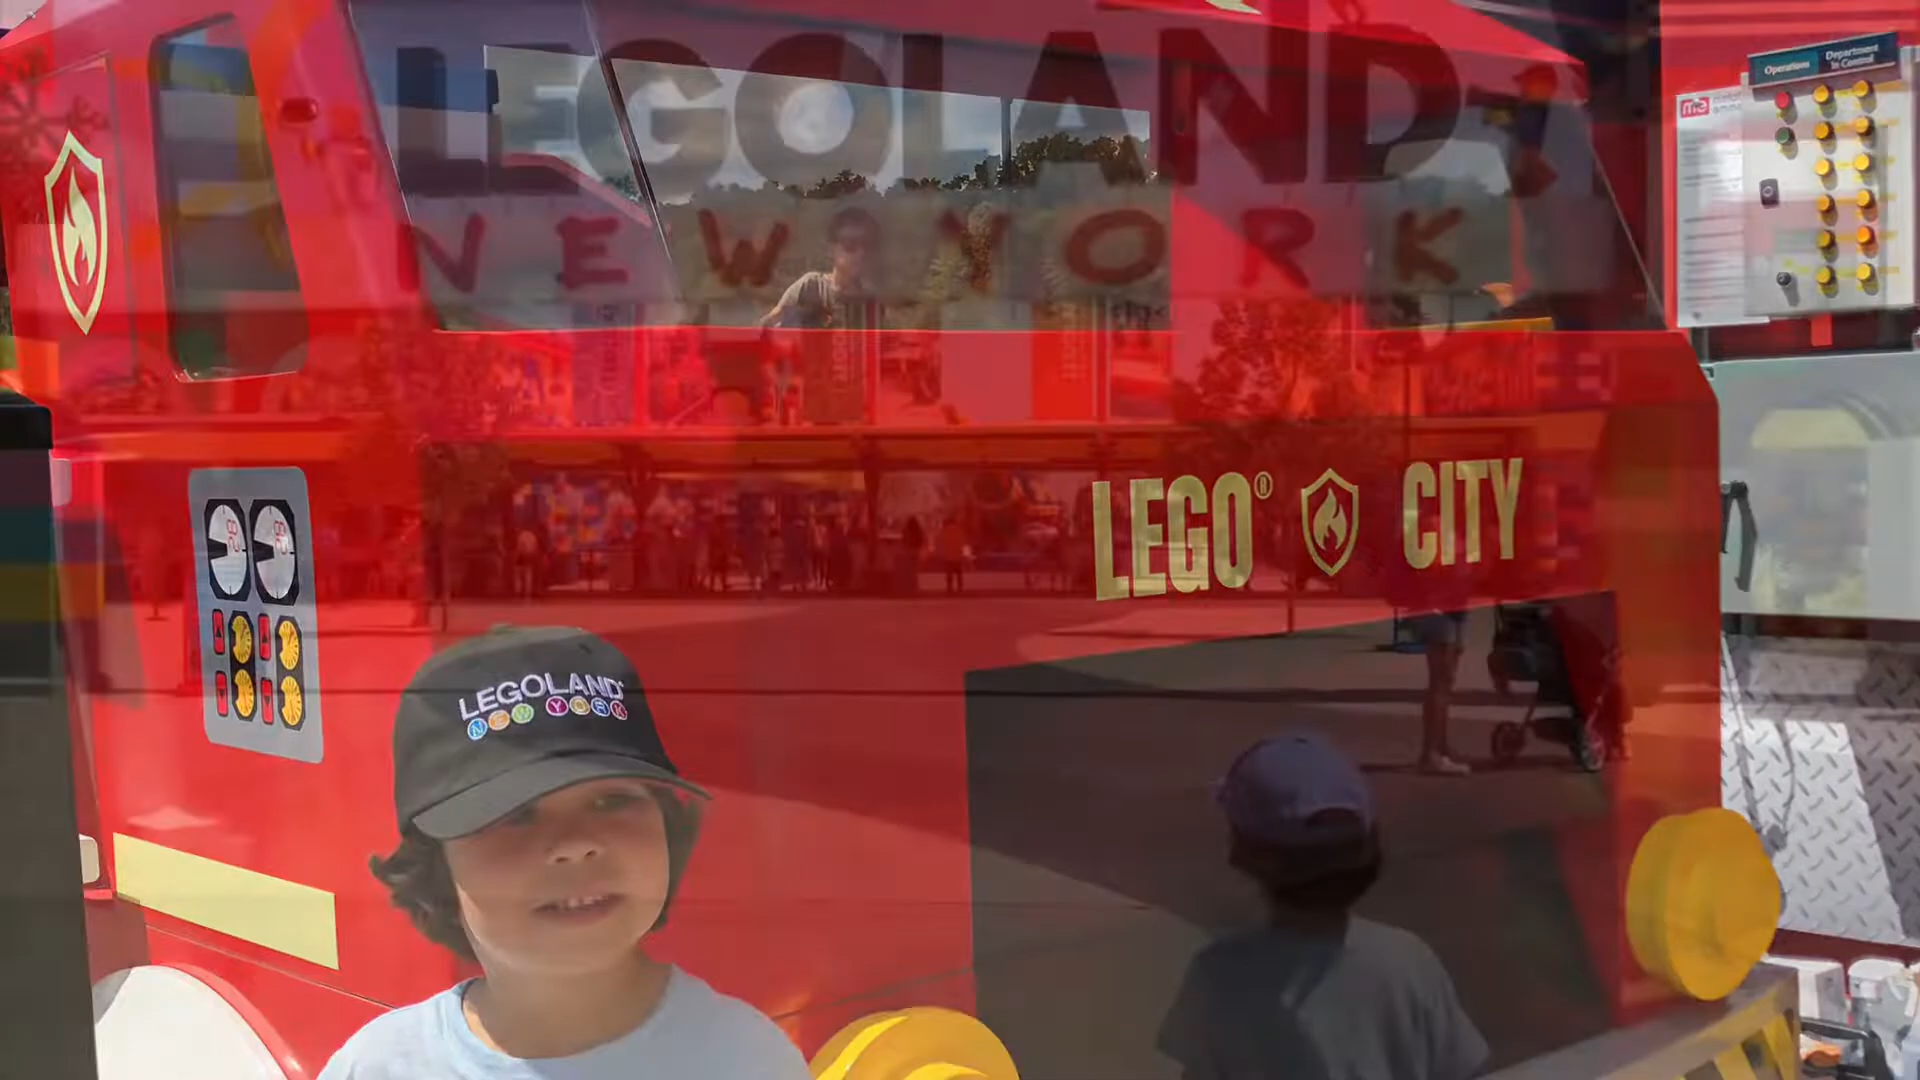 LEGOLAND
NEW YORK
Operations
Department
In Control
LEGO® CITY
LEGOLAND
NEW YORK